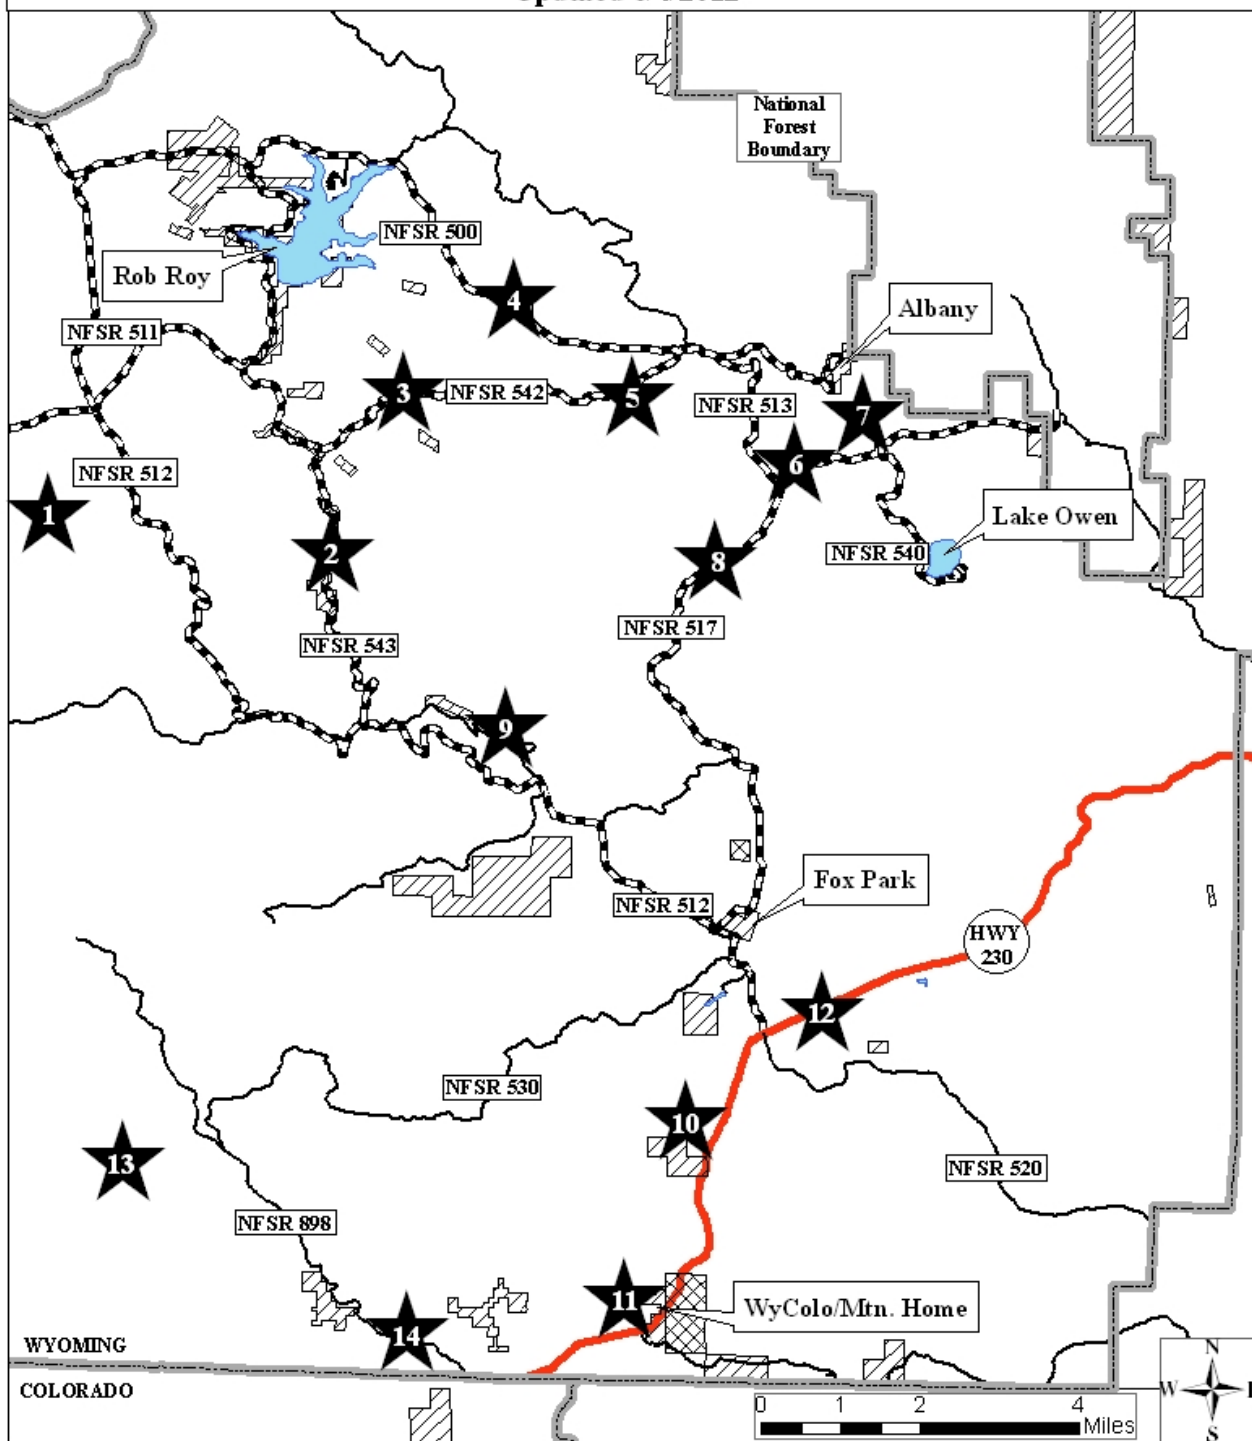 National
Forest
Boundary
NFSR 500
Rob Roy
4
Albany
NFSR 511
3
NFSR 542
5
NFSR 513
7
6
NFSR 512
1
Lake Owen
2
8
NFSR 540
NFSR 517
NFSR 543
9
Fox Park
NFSR 512
HWY
230
12
NFSR 530
10
13
NFSR 520
NFSR 898
11
WyColo/Mtn. Home
14
WYOMING
COLORADO
N
W
S
0 1 2 4
Miles